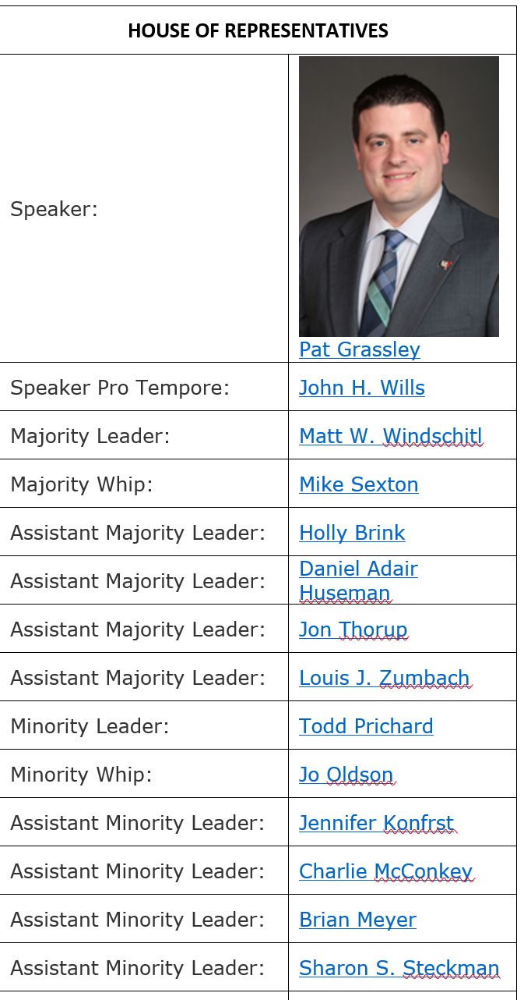 HOUSE OF REPRESENTATIVES
Speaker:
Pat Grassley
Speaker Pro Tempore:
John H. Wills
Majority Leader:
Matt W. Windschitl
Majority Whip:
Mike Sexton
Assistant Majority Leader:
Holly Brink
Assistant Majority Leader:
Daniel Adair
Huseman
Assistant Majority Leader:
Jon Thorup
Assistant Majority Leader:
Louis J. Zumbach
Minority Leader:
Todd Prichard
Minority Whip:
Jo Oldson
Assistant Minority Leader:
Jennifer Konfrst
Assistant Minority Leader:
Charlie McConkey
Assistant Minority Leader:
Brian Meyer
Assistant Minority Leader:
Sharon S. Steckman